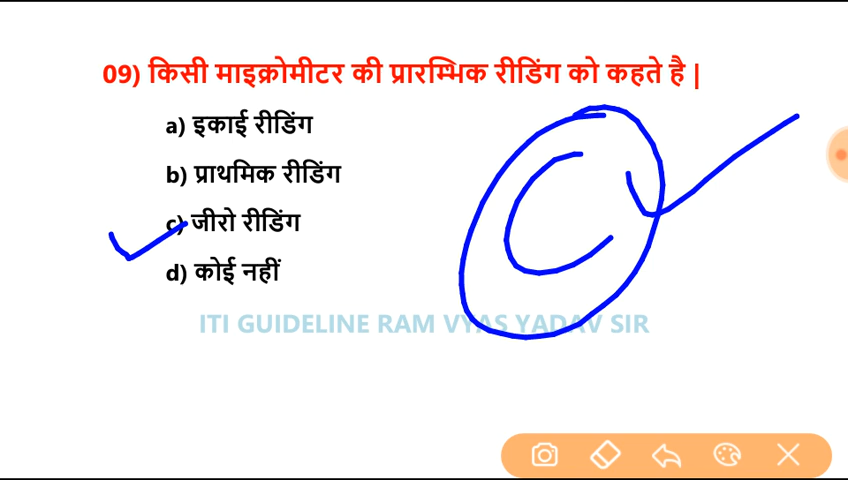 09) किसी माइक्रोमीटर की प्रारम्भिक रीडिंग को कहते है |
a) इकाई रीडिंग
b) प्राथमिक रीडिंग
c) जीरो रीडिंग
d) कोई नहीं
C
ITI GUIDELINE RAM VYAS YADAV SIR